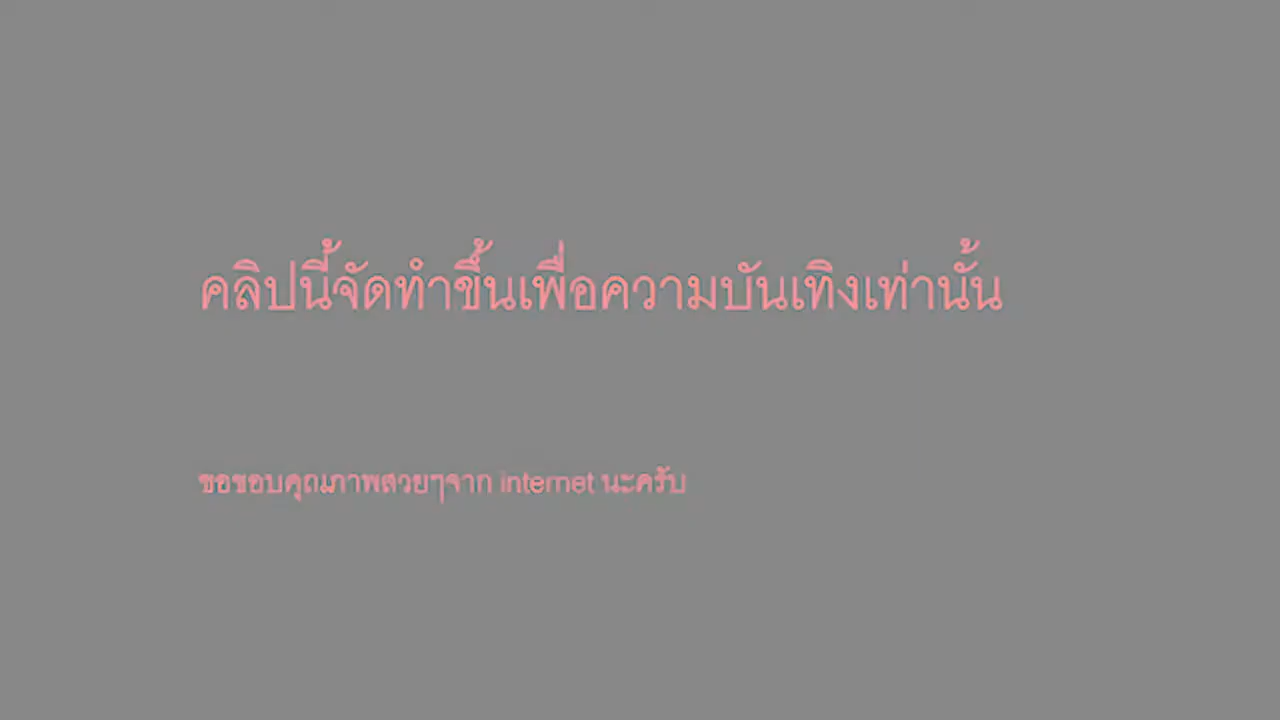 คลิปนี้จัดทำขึ้นเพื่อความบันเทิงเท่านั้น
ขอขอบคุณภาพสวยๆจาก internet นะครับ